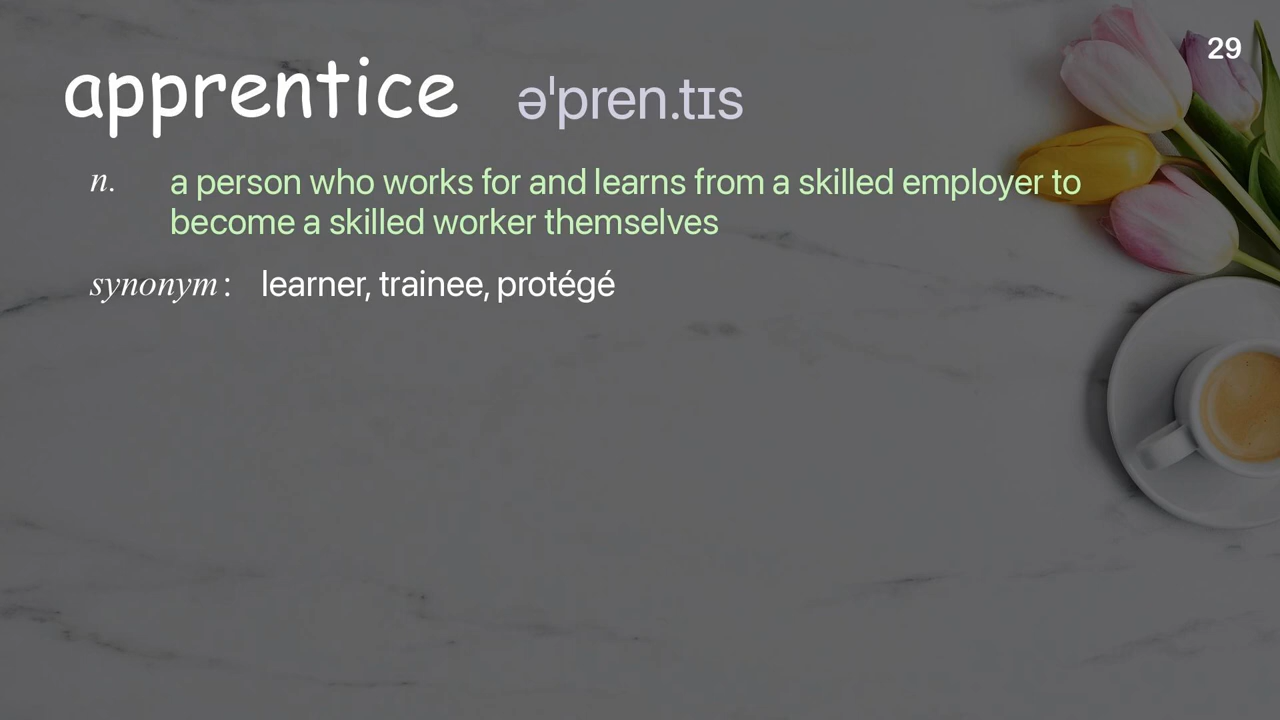 29
apprentice əˈpren.tɪs
n. a person who works for and learns from a skilled employer to
become a skilled worker themselves
synonym : learner, trainee, protégé